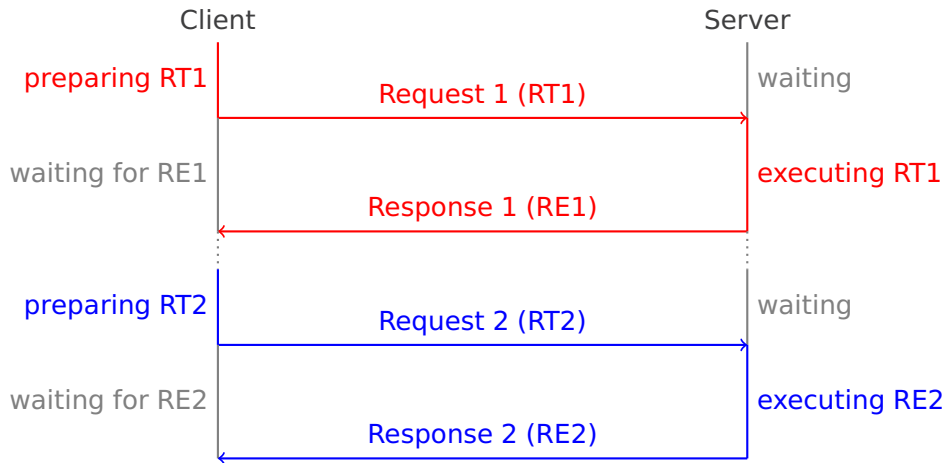 Client
Server
preparing RT1
Request 1 (RT1)
waiting
waiting for RE1
executing RT1
Response 1 (RE1)
preparing RT2
Request 2 (RT2)
waiting
waiting for RE2
executing RE2
Response 2 (RE2)